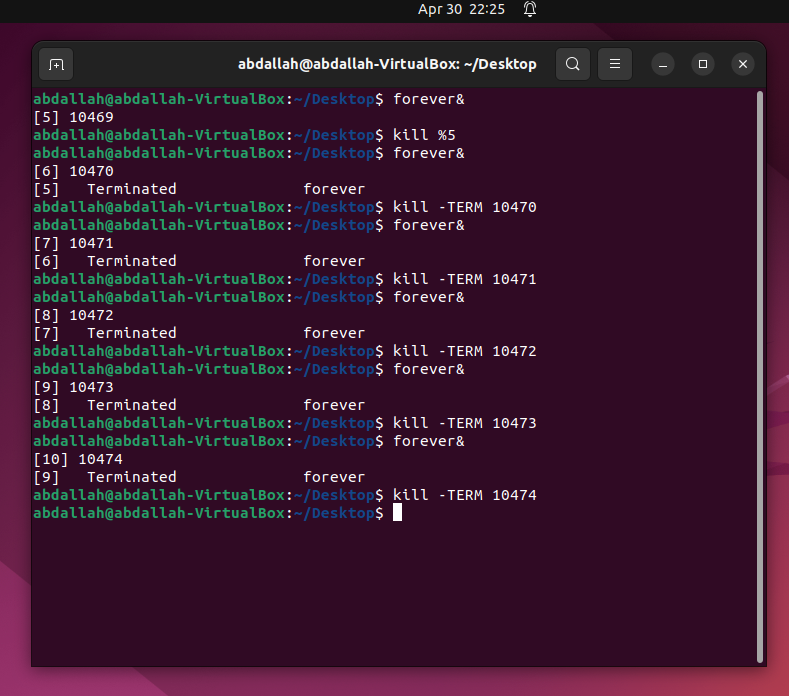 Apr 30 22:25
abdallah@abdallah-VirtualBox: ~/Desktop
abdallah@abdallah-VirtualBox:~/Desktop$ forever&
[5] 10469
abdallah@abdallah-VirtualBox:~/Desktop$ kill %5
abdallah@abdallah-VirtualBox:~/Desktop$ forever&
[6] 10470
[5]   Terminated              forever
abdallah@abdallah-VirtualBox:~/Desktop$ kill -TERM 10470
abdallah@abdallah-VirtualBox:~/Desktop$ forever&
[7] 10471
[6]   Terminated              forever
abdallah@abdallah-VirtualBox:~/Desktop$ kill -TERM 10471
abdallah@abdallah-VirtualBox:~/Desktop$ forever&
[8] 10472
[7]   Terminated              forever
abdallah@abdallah-VirtualBox:~/Desktop$ kill -TERM 10472
abdallah@abdallah-VirtualBox:~/Desktop$ forever&
[9] 10473
[8]   Terminated              forever
abdallah@abdallah-VirtualBox:~/Desktop$ kill -TERM 10473
abdallah@abdallah-VirtualBox:~/Desktop$ forever&
[10] 10474
[9]   Terminated              forever
abdallah@abdallah-VirtualBox:~/Desktop$ kill -TERM 10474
abdallah@abdallah-VirtualBox:~/Desktop$